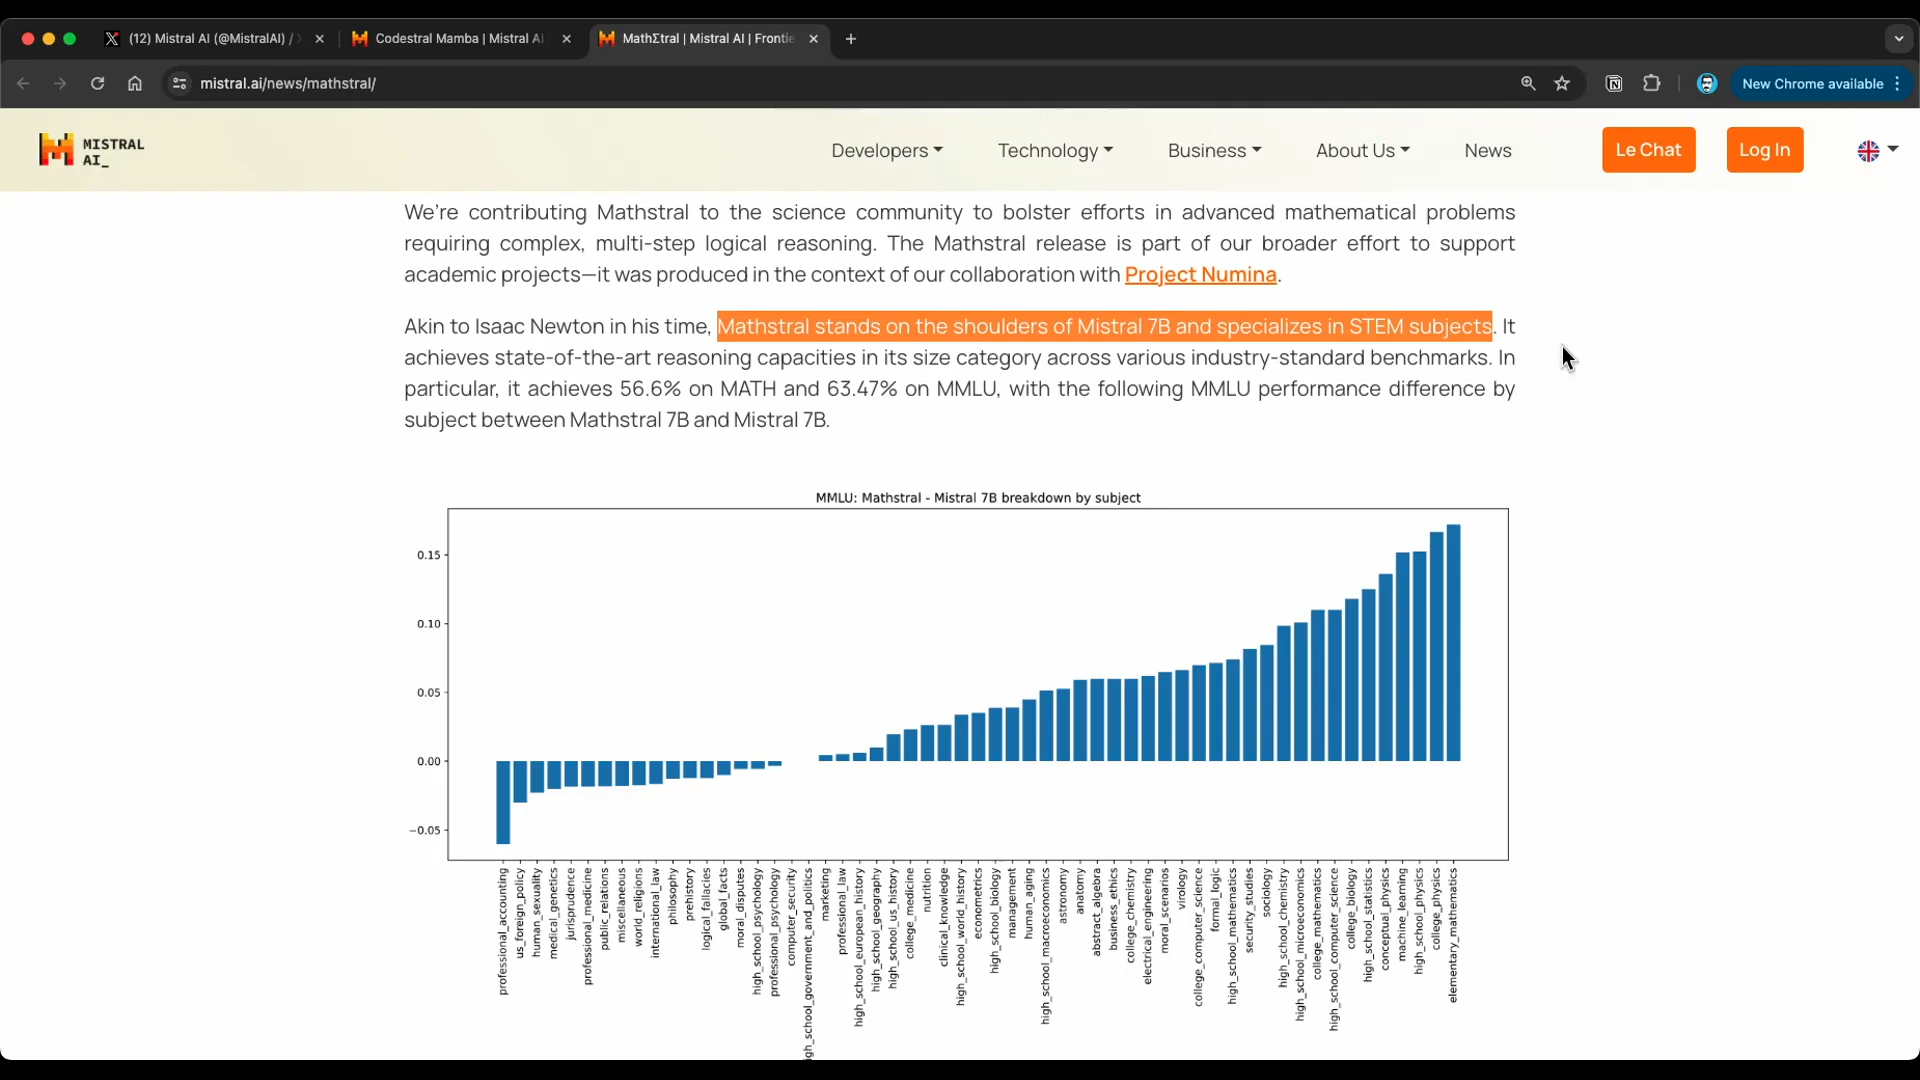 (12) Mistral AI (@MistralAI) /
Codestral Mamba | Mistral AI
MathΣtral | Mistral AI | Frontie
mistral.ai/news/mathstral/
New Chrome available
MISTRAL
AI_
Developers
Technology
Business
About Us
News
Le Chat
Log In
We’re contributing Mathstral to the science community to bolster efforts in advanced mathematical problems
requiring complex, multi-step logical reasoning. The Mathstral release is part of our broader effort to support
academic projects—it was produced in the context of our collaboration with Project Numina.
Akin to Isaac Newton in his time, Mathstral stands on the shoulders of Mistral 7B and specializes in STEM subjects. It
achieves state-of-the-art reasoning capacities in its size category across various industry-standard benchmarks. In
particular, it achieves 56.6% on MATH and 63.47% on MMLU, with the following MMLU performance difference by
subject between Mathstral 7B and Mistral 7B.
MMLU: Mathstral - Mistral 7B breakdown by subject
0.15
0.10
0.05
0.00
−0.05
professional_accounting
us_foreign_policy
human_sexuality
medical_genetics
jurisprudence
professional_medicine
public_relations
miscellaneous
world_religions
international_law
philosophy
prehistory
logical_fallacies
global_facts
moral_disputes
high_school_psychology
professional_psychology
computer_security
igh_school_government_and_politics
marketing
professional_law
high_school_european_history
high_school_geography
high_school_us_history
college_medicine
nutrition
clinical_knowledge
high_school_world_history
econometrics
high_school_biology
management
human_aging
high_school_macroeconomics
astronomy
anatomy
abstract_algebra
business_ethics
college_chemistry
electrical_engineering
moral_scenarios
virology
college_computer_science
formal_logic
high_school_mathematics
security_studies
sociology
high_school_chemistry
high_school_microeconomics
college_mathematics
high_school_computer_science
college_biology
high_school_statistics
conceptual_physics
machine_learning
high_school_physics
college_physics
elementary_mathematics